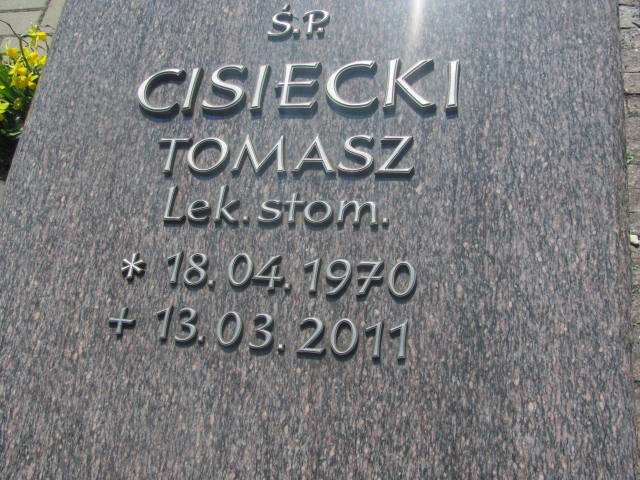 Ś.P.
CISIECKI
TOMASZ
Lek. stom.
* 18.04.1970
+ 13.03.2011